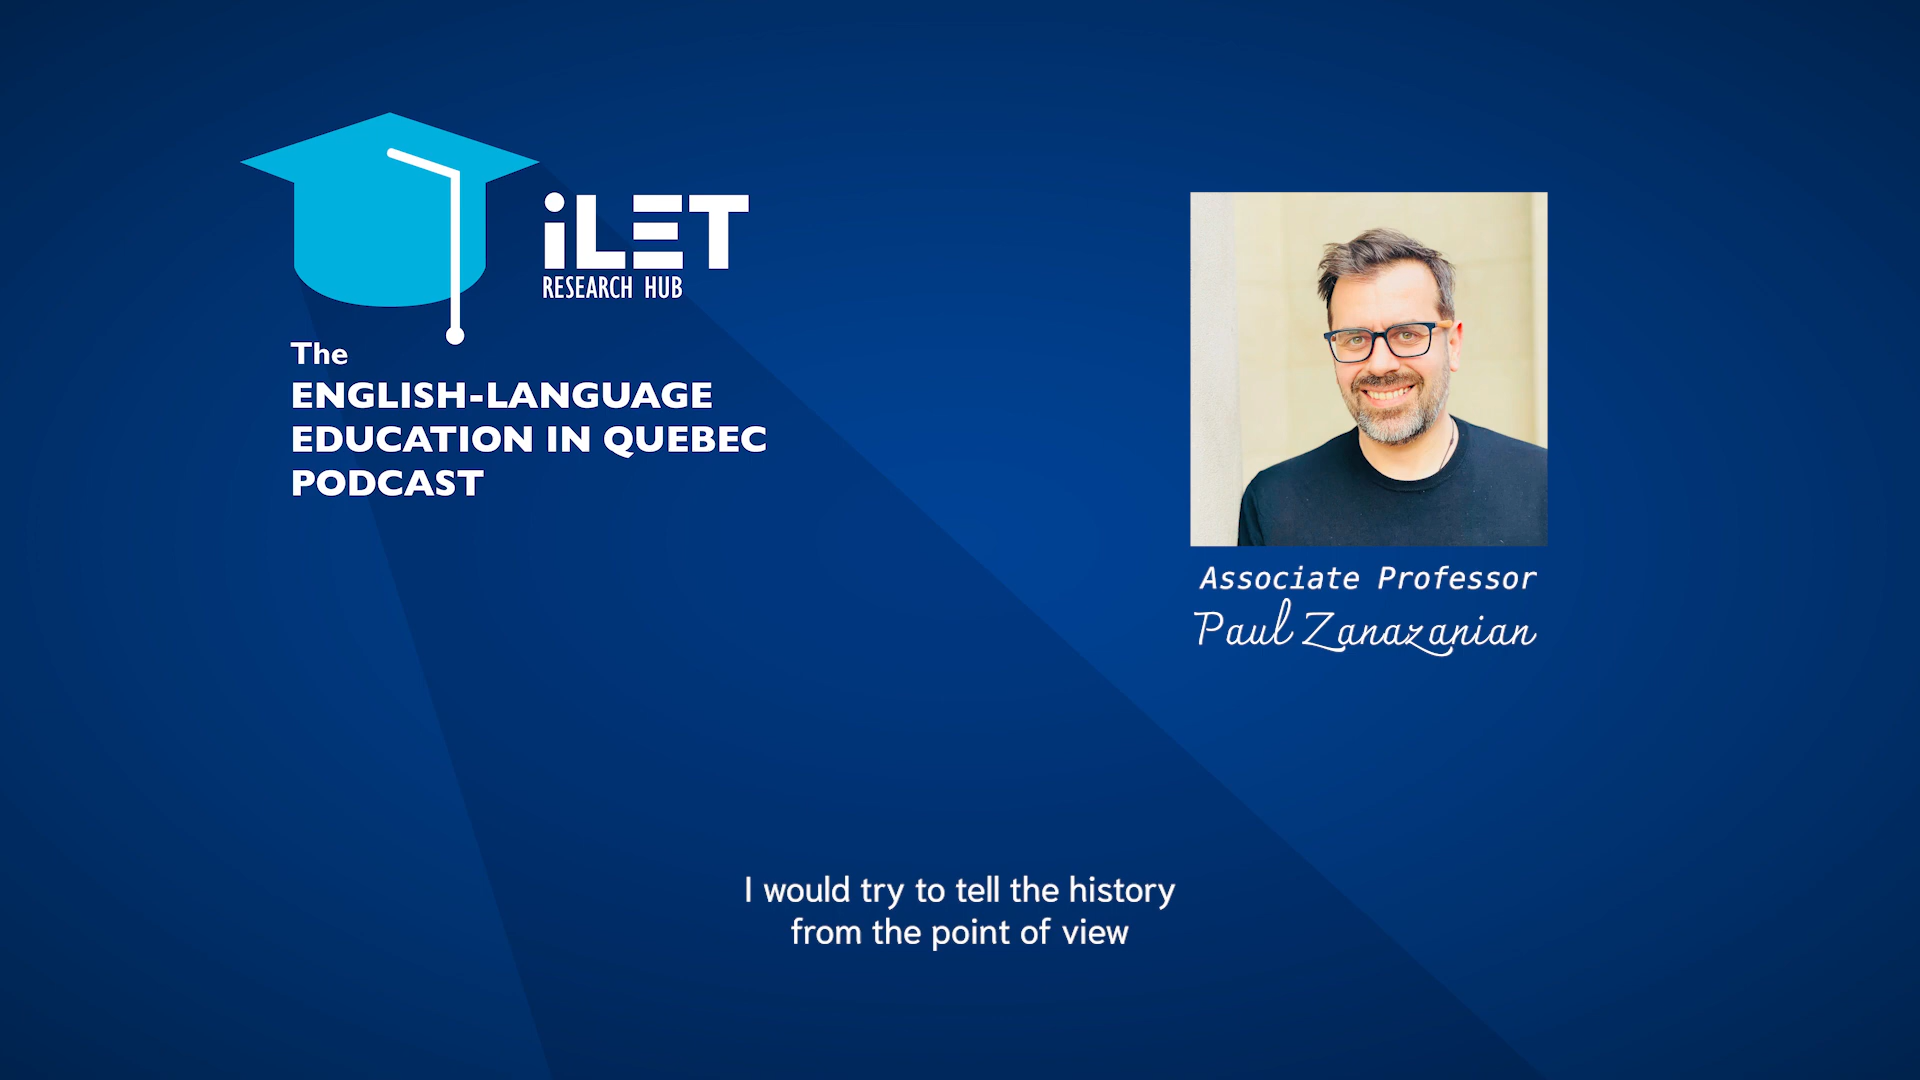 iLET
RESEARCH HUB
The
ENGLISH-LANGUAGE
EDUCATION IN QUEBEC
PODCAST
Associate Professor
Paul Zanazanian
I would try to tell the history
from the point of view